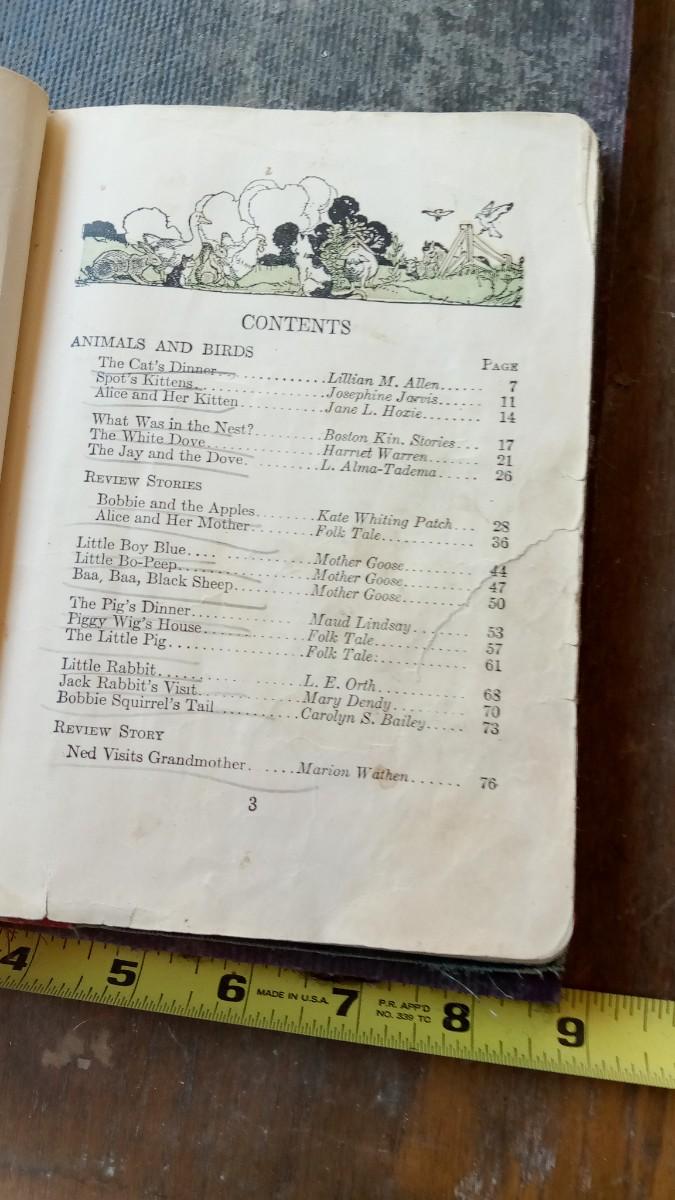 CONTENTS
ANIMALS AND BIRDS PAGE
The Cat's Dinner............Lillian M. Allen...... 7
Spot's Kittens..............Josephine Jarvis...... 11
Alice and Her Kitten..........Jane L. Hoxie....... 14
What Was in the Nest?........Boston Kin. Stories... 17
The White Dove..............Harriet Warren....... 21
The Jay and the Dove.........L. Alma-Tadema..... 26
REVIEW STORIES
Bobbie and the Apples........Kate Whiting Patch... 28
Alice and Her Mother........Folk Tale............ 36
Little Boy Blue.... ............Mother Goose......... 44
Little Bo-Peep................Mother Goose......... 47
Baa, Baa, Black Sheep.........Mother Goose......... 50
The Pig's Dinner............ Maud Lindsay....... 53
Piggy Wig's House........... Folk Tale............ 57
The Little Pig................. Folk Tale............ 61
Little Rabbit...... ......L. E. Orth........... 68
Jack Rabbit's Visit...........Mary Dendy......... 70
Bobbie Squirrel's Tail ..........Carolyn S. Bailey..... 73
REVIEW STORY
Ned Visits Grandmother. .....Marion Wathen...... 76
3
4 5 6 MADE IN U.S.A. 7 P.R. APP'D 8 9
NO. 339 TC